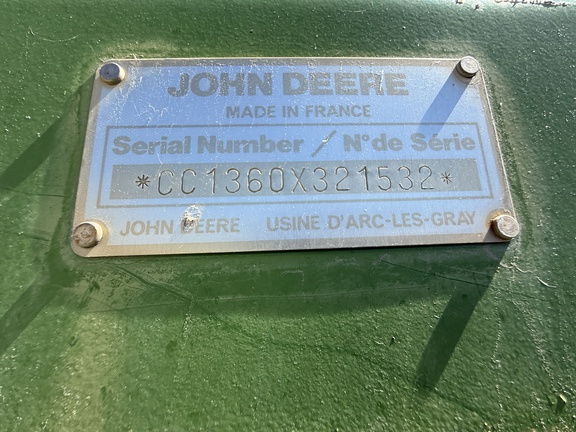 JOHN DEERE
MADE IN FRANCE
Serial Number / N° de Série
*CC1360X321532*
JOHN DEERE USINE D'ARC-LES-GRAY